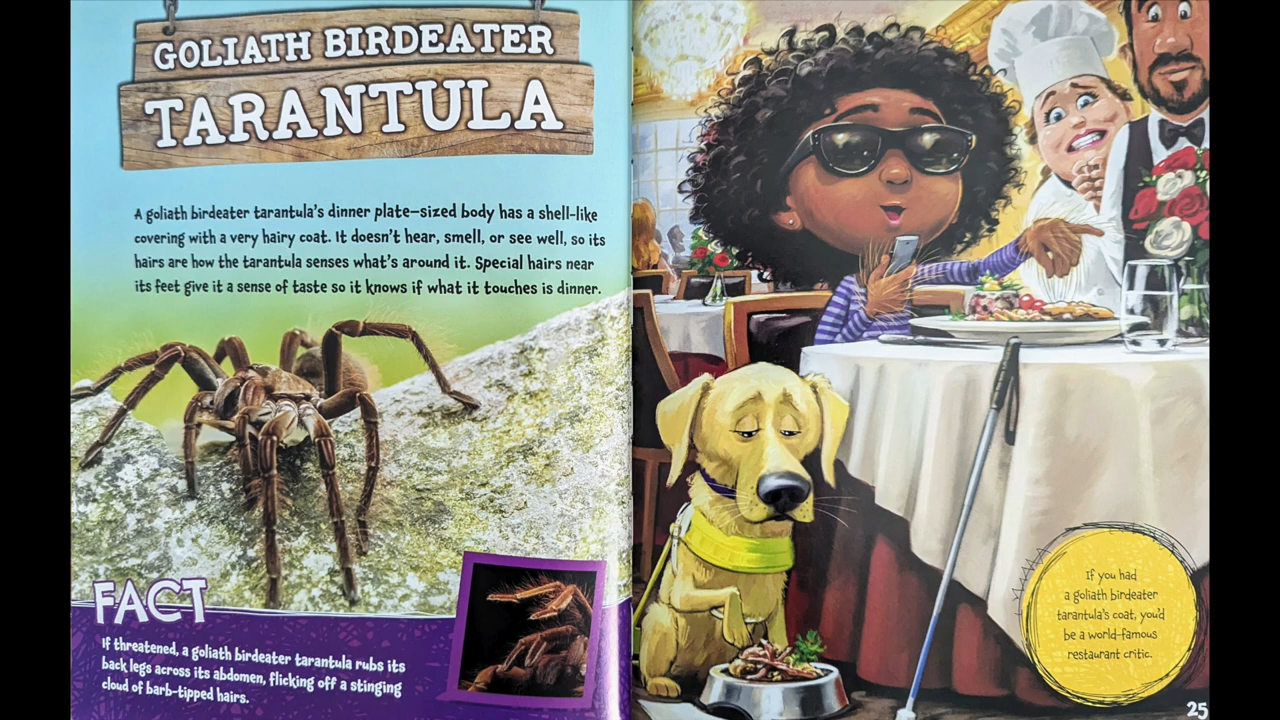 GOLIATH BIRDEATER
TARANTULA
A goliath birdeater tarantula's dinner plate–sized body has a shell-like
covering with a very hairy coat. It doesn't hear, smell, or see well, so its
hairs are how the tarantula senses what's around it. Special hairs near
its feet give it a sense of taste so it knows if what it touches is dinner.
FACT
If threatened, a goliath birdeater tarantula rubs its
back legs across its abdomen, flicking off a stinging
cloud of barb-tipped hairs.
If you had
a goliath birdeater
tarantula's coat, you'd
be a world-famous
restaurant critic.
25